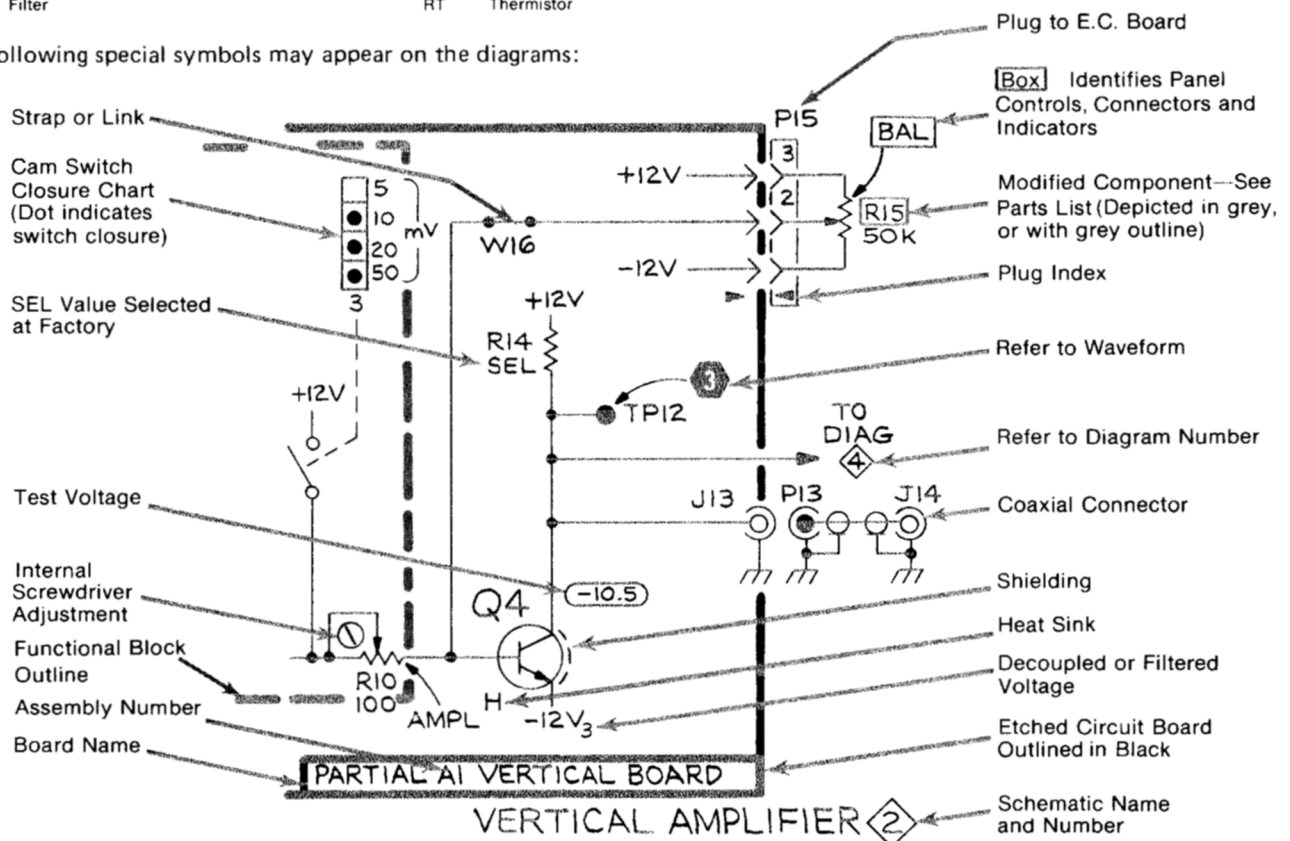 Filter
RT Thermistor
ollowing special symbols may appear on the diagrams:
Plug to E.C. Board
Box Identifies Panel
Controls, Connectors and
Indicators
Modified Component—See
Parts List (Depicted in grey,
or with grey outline)
Plug Index
Refer to Waveform
Refer to Diagram Number
Coaxial Connector
Shielding
Heat Sink
Decoupled or Filtered
Voltage
Etched Circuit Board
Outlined in Black
Schematic Name
and Number
Strap or Link
Cam Switch
Closure Chart
(Dot indicates
switch closure)
SEL Value Selected
at Factory
Test Voltage
Internal
Screwdriver
Adjustment
Functional Block
Outline
Assembly Number
Board Name
P15
BAL
3
+12V
2
R15
50K
-12V
5
10
20
50
mV
3
W16
+12V
R14
SEL
3
TP12
+12V
TO
DIAG
4
J13
P13
J14
-10.5
Q4
R10
100
AMPL
H
-12V3
PARTIAL A1 VERTICAL BOARD
VERTICAL AMPLIFIER 2